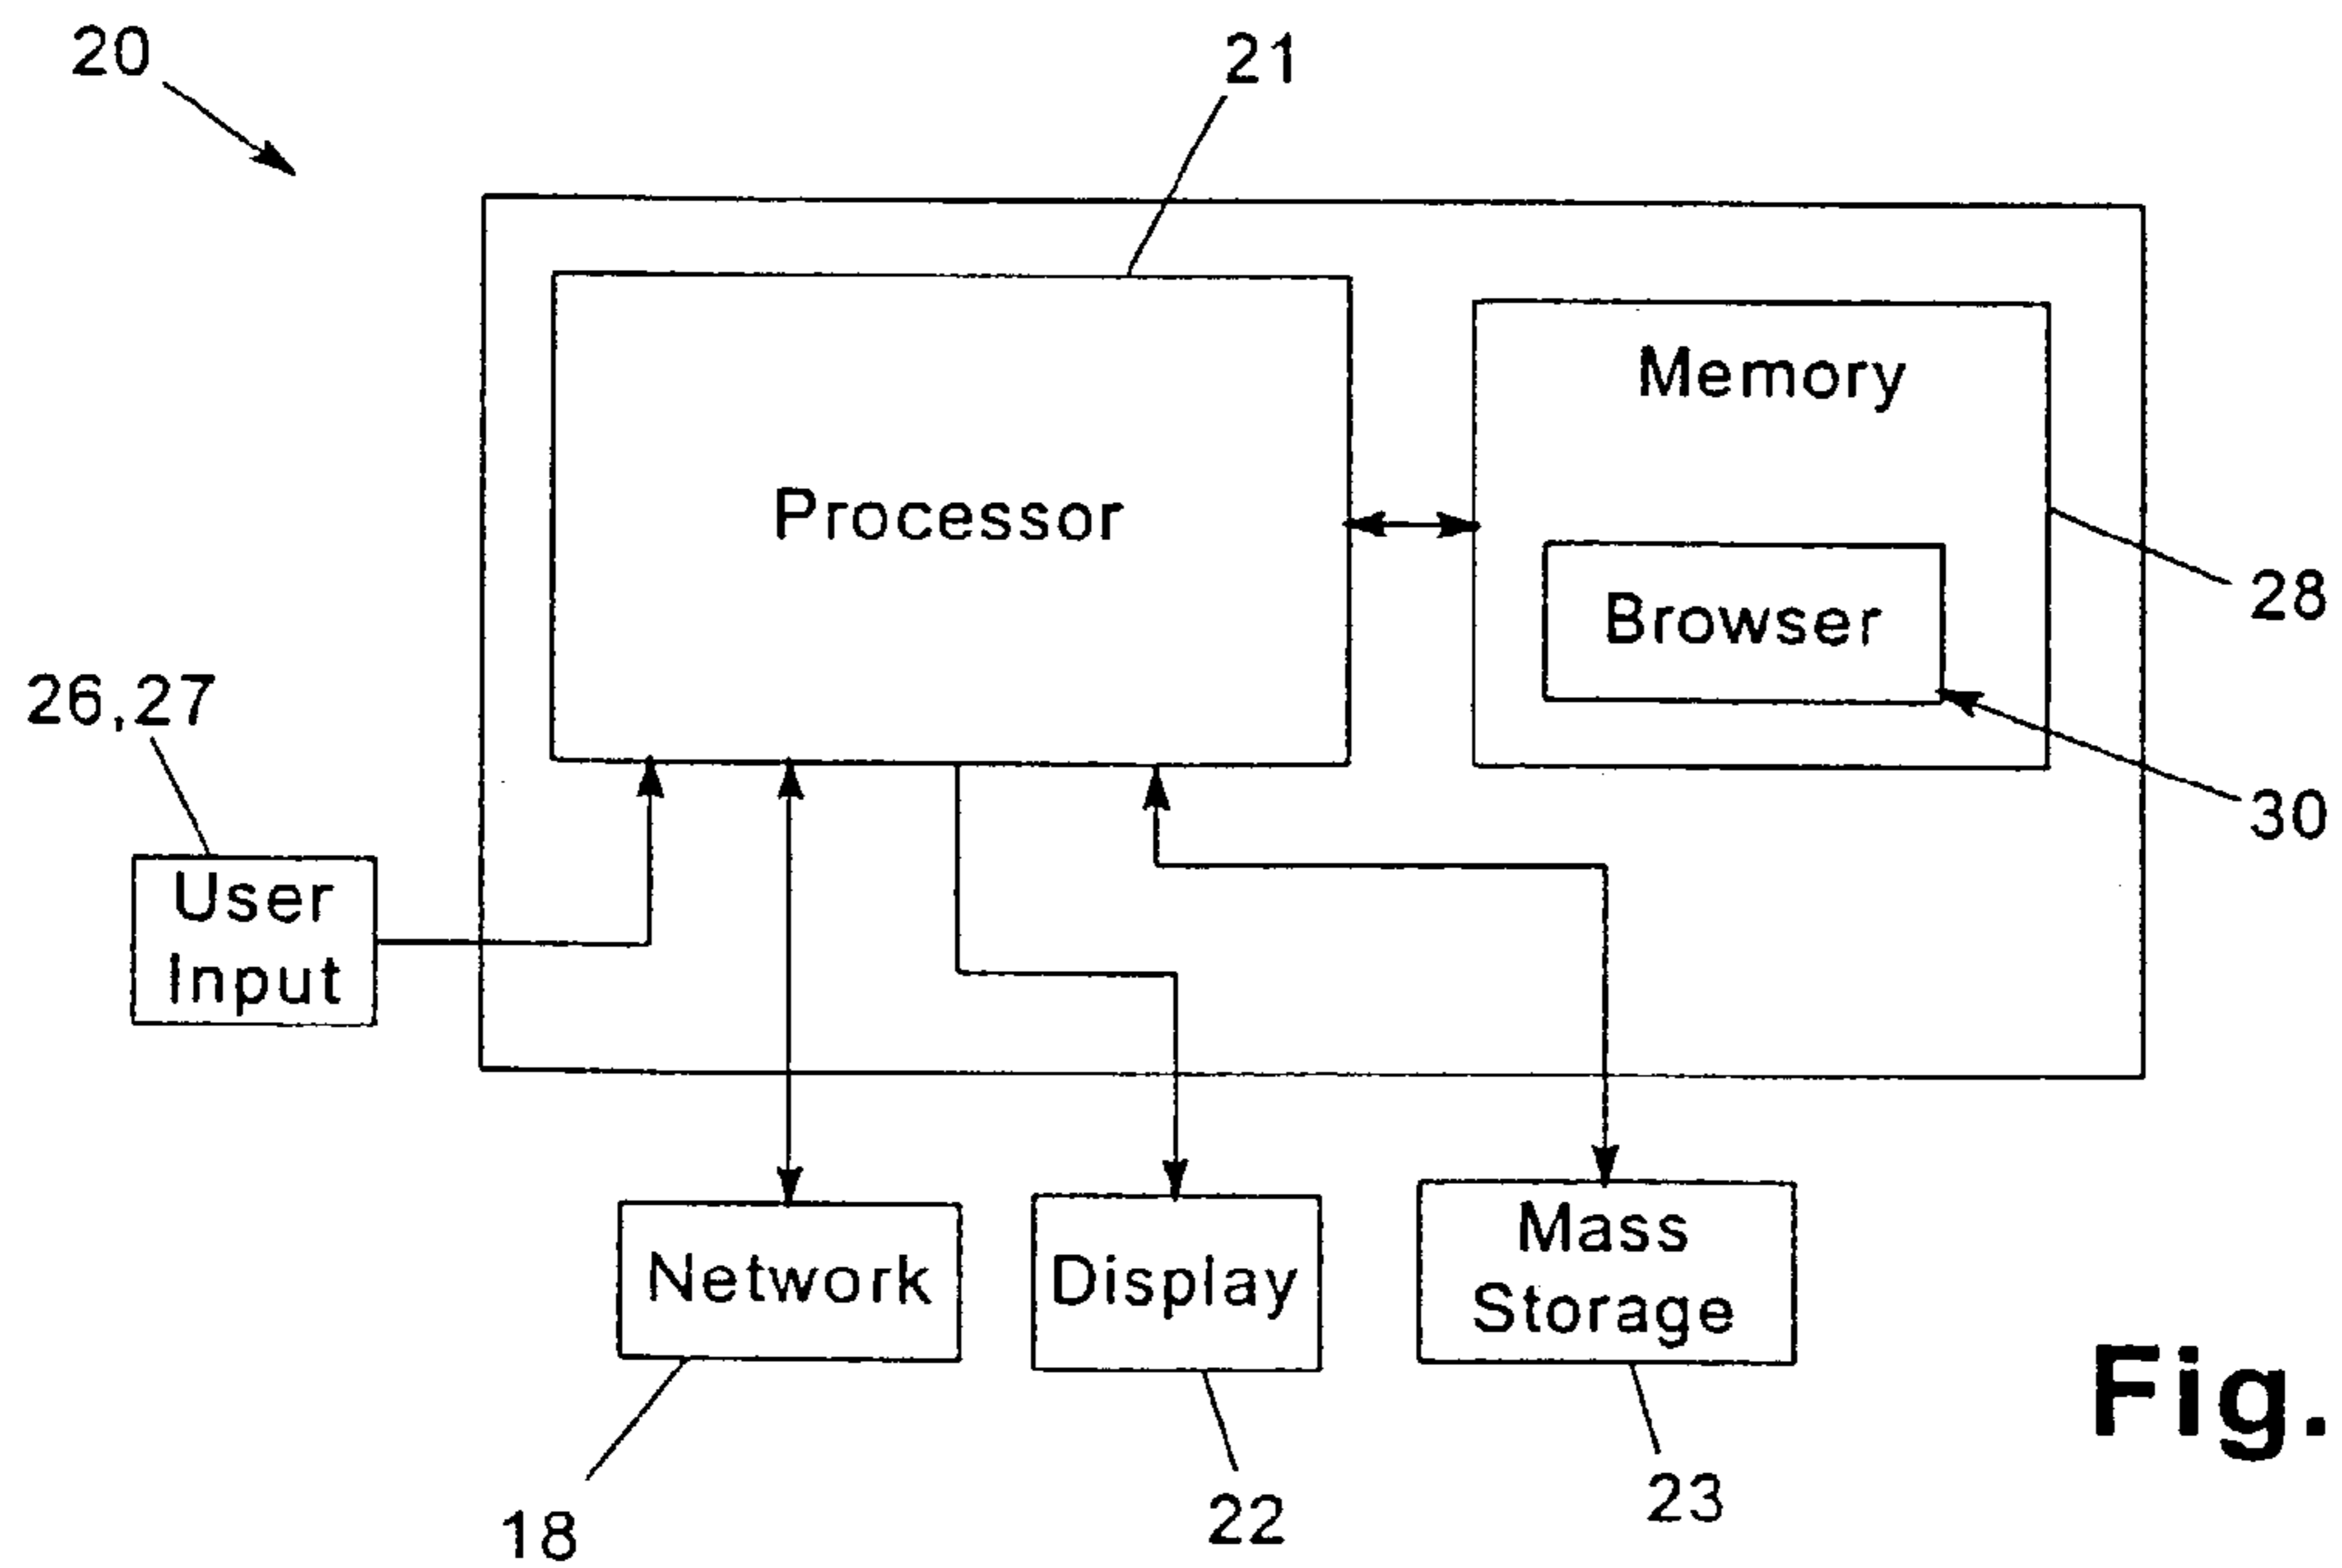 20
21
Processor
Memory
Browser
28
30
26,27
User
Input
Network
Display
Mass
Storage
18
22
23
Fig.